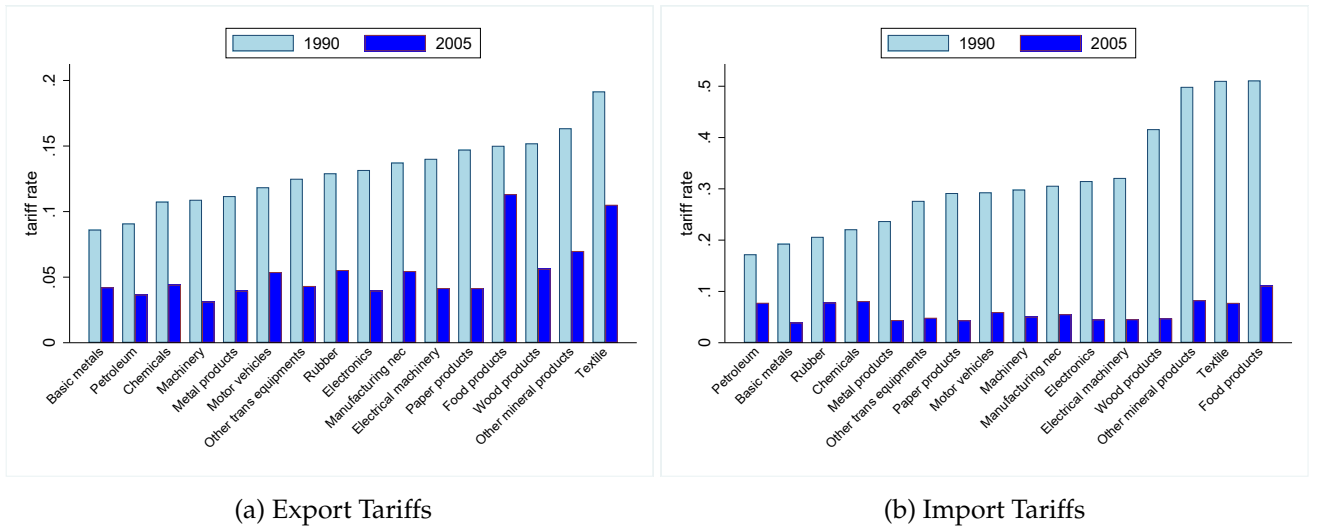 1990 2005
tariff rate
.2
.15
.1
.05
0
Basic metals
Petroleum
Chemicals
Machinery
Metal products
Motor vehicles
Other trans equipments
Rubber
Electronics
Manufacturing nec
Electrical machinery
Paper products
Food products
Wood products
Other mineral products
Textile
(a) Export Tariffs
1990 2005
tariff rate
.5
.4
.3
.2
.1
0
Petroleum
Basic metals
Rubber
Chemicals
Metal products
Other trans equipments
Paper products
Motor vehicles
Machinery
Manufacturing nec
Electronics
Electrical machinery
Wood products
Other mineral products
Textile
Food products
(b) Import Tariffs